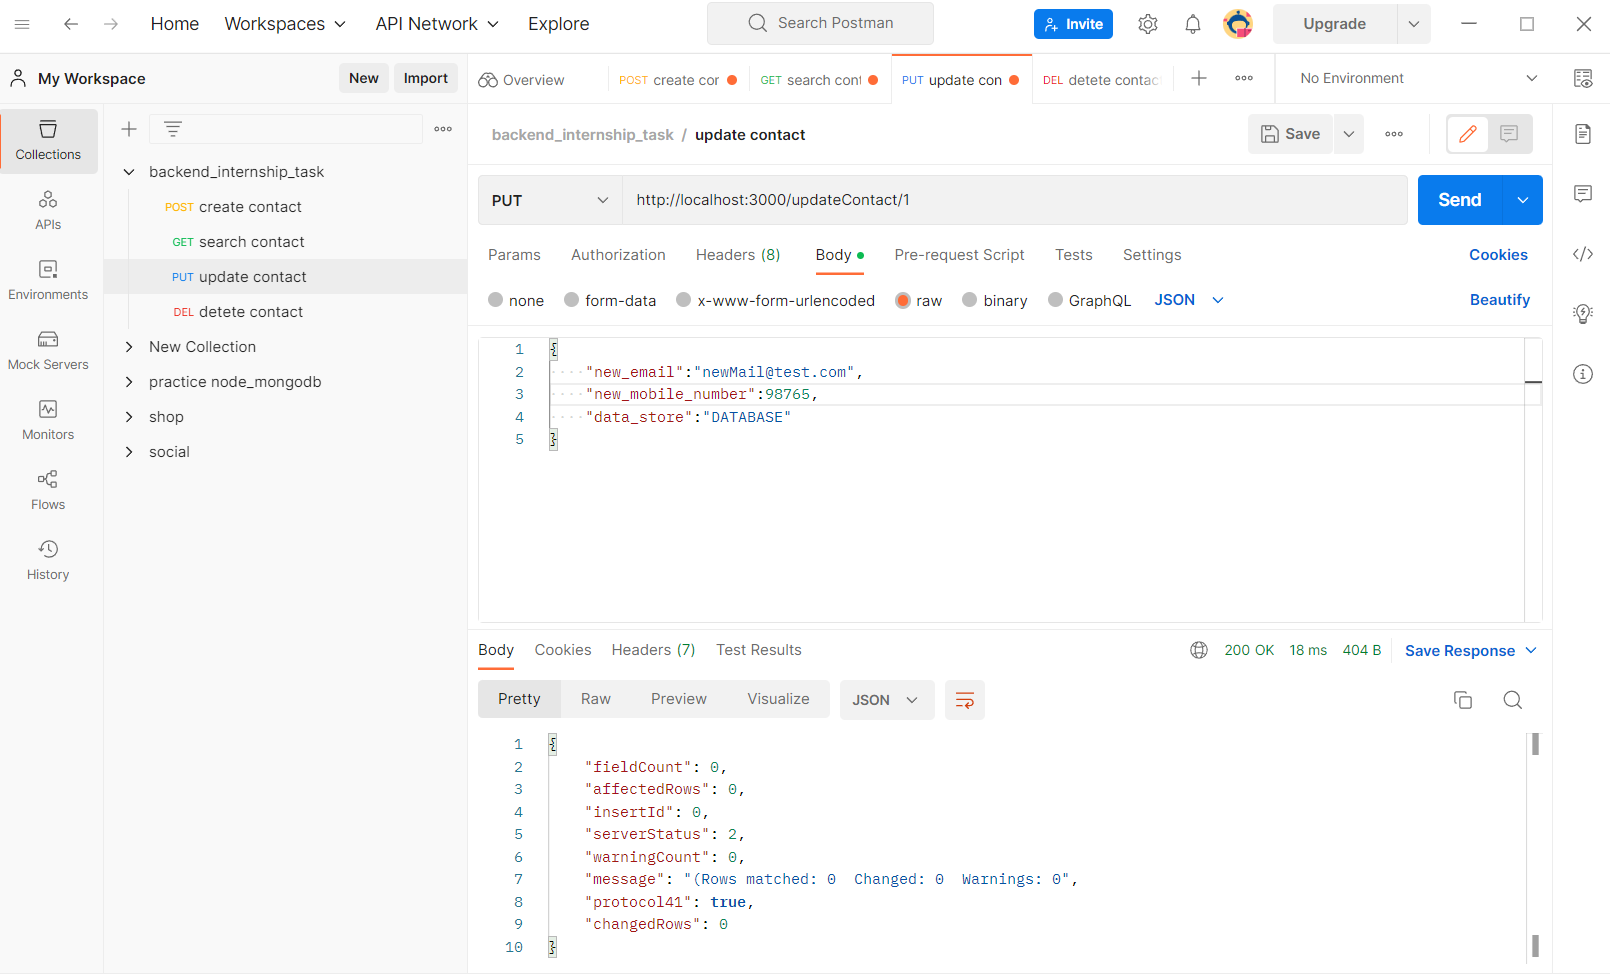 Home Workspaces API Network Explore Search Postman Invite Upgrade
My Workspace New Import Overview POST create cor GET search cont PUT update con DEL detete contac No Environment
Collections
APIs
Environments
Mock Servers
Monitors
Flows
History
backend_internship_task
POST create contact
GET search contact
PUT update contact
DEL detete contact
New Collection
practice node_mongodb
shop
social
backend_internship_task / update contact Save
PUT http://localhost:3000/updateContact/1 Send
Params Authorization Headers (8) Body Pre-request Script Tests Settings Cookies
none form-data x-www-form-urlencoded raw binary GraphQL JSON Beautify
1 {
2 "new_email":"newMail@test.com",
3 "new_mobile_number":98765,
4 "data_store":"DATABASE"
5 }
Body Cookies Headers (7) Test Results 200 OK 18 ms 404 B Save Response
Pretty Raw Preview Visualize JSON
1 {
2 "fieldCount": 0,
3 "affectedRows": 0,
4 "insertId": 0,
5 "serverStatus": 2,
6 "warningCount": 0,
7 "message": "(Rows matched: 0  Changed: 0  Warnings: 0",
8 "protocol41": true,
9 "changedRows": 0
10 }